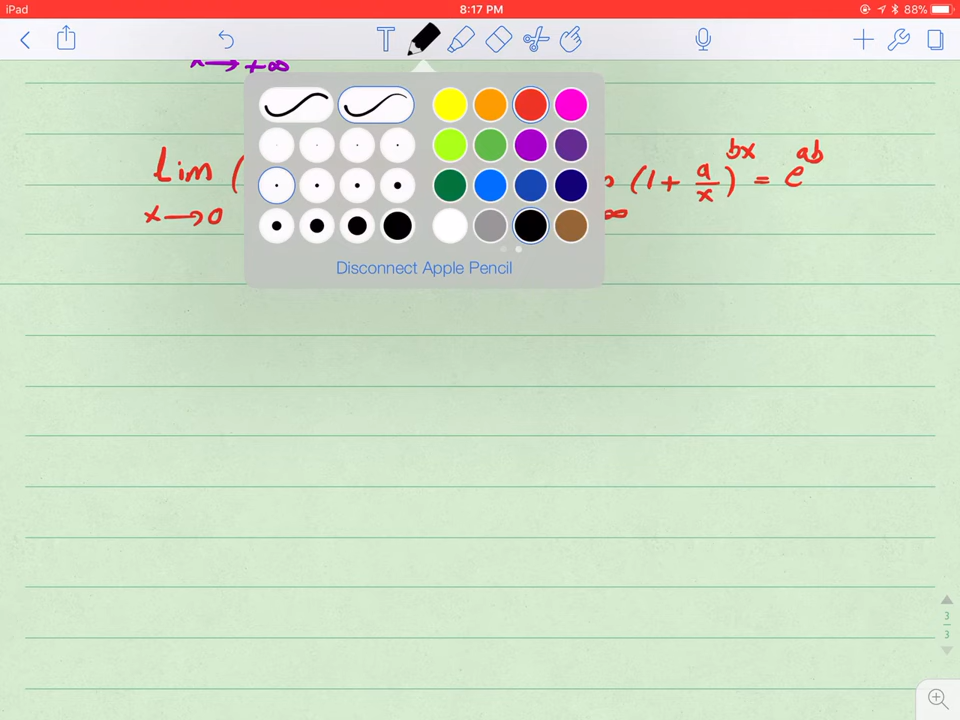 iPad 8:17 PM 88%
T
x → +∞
Lim ( (1 + a/x)^bx = e^ab
x → 0 ∞
Disconnect Apple Pencil
3
3